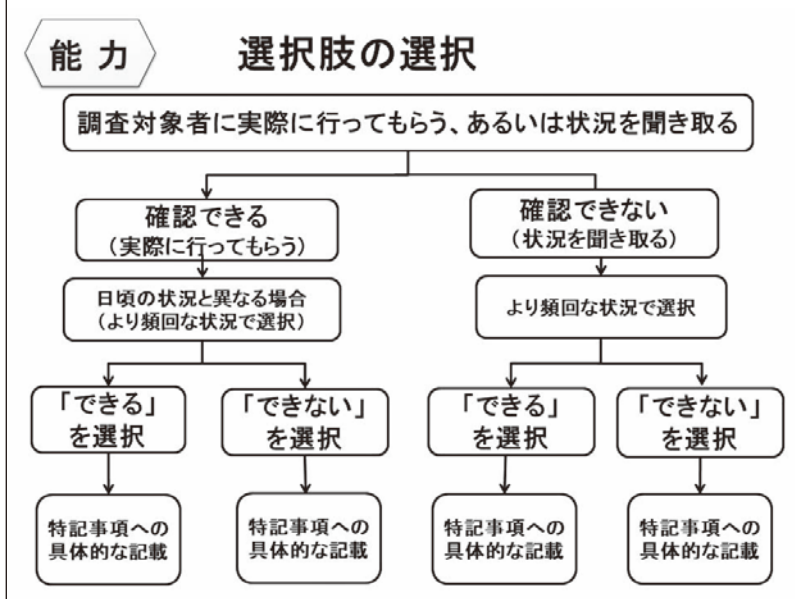 能 力
選択肢の選択
調査対象者に実際に行ってもらう、あるいは状況を聞き取る
確認できる
（実際に行ってもらう）
確認できない
（状況を聞き取る）
日頃の状況と異なる場合
（より頻回な状況で選択）
より頻回な状況で選択
「できる」
を選択
「できない」
を選択
「できる」
を選択
「できない」
を選択
特記事項への
具体的な記載
特記事項への
具体的な記載
特記事項への
具体的な記載
特記事項への
具体的な記載